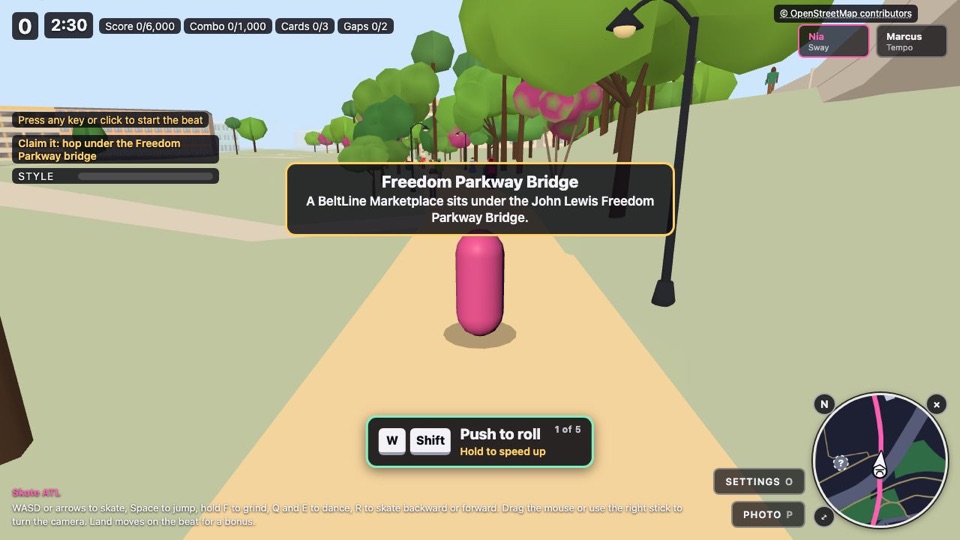 0
2:30
Score 0/6,000
Combo 0/1,000
Cards 0/3
Gaps 0/2
© OpenStreetMap contributors
Nia
Sway
Marcus
Tempo
Press any key or click to start the beat
Claim it: hop under the Freedom
Parkway bridge
STYLE
Freedom Parkway Bridge
A BeltLine Marketplace sits under the John Lewis Freedom
Parkway Bridge.
W
Shift
Push to roll
1 of 5
Hold to speed up
N
×
?
SETTINGS O
PHOTO P
Skate ATL
WASD or arrows to skate, Space to jump, hold F to grind, Q and E to dance, R to skate backward or forward. Drag the mouse or use the right stick to
turn the camera. Land moves on the beat for a bonus.